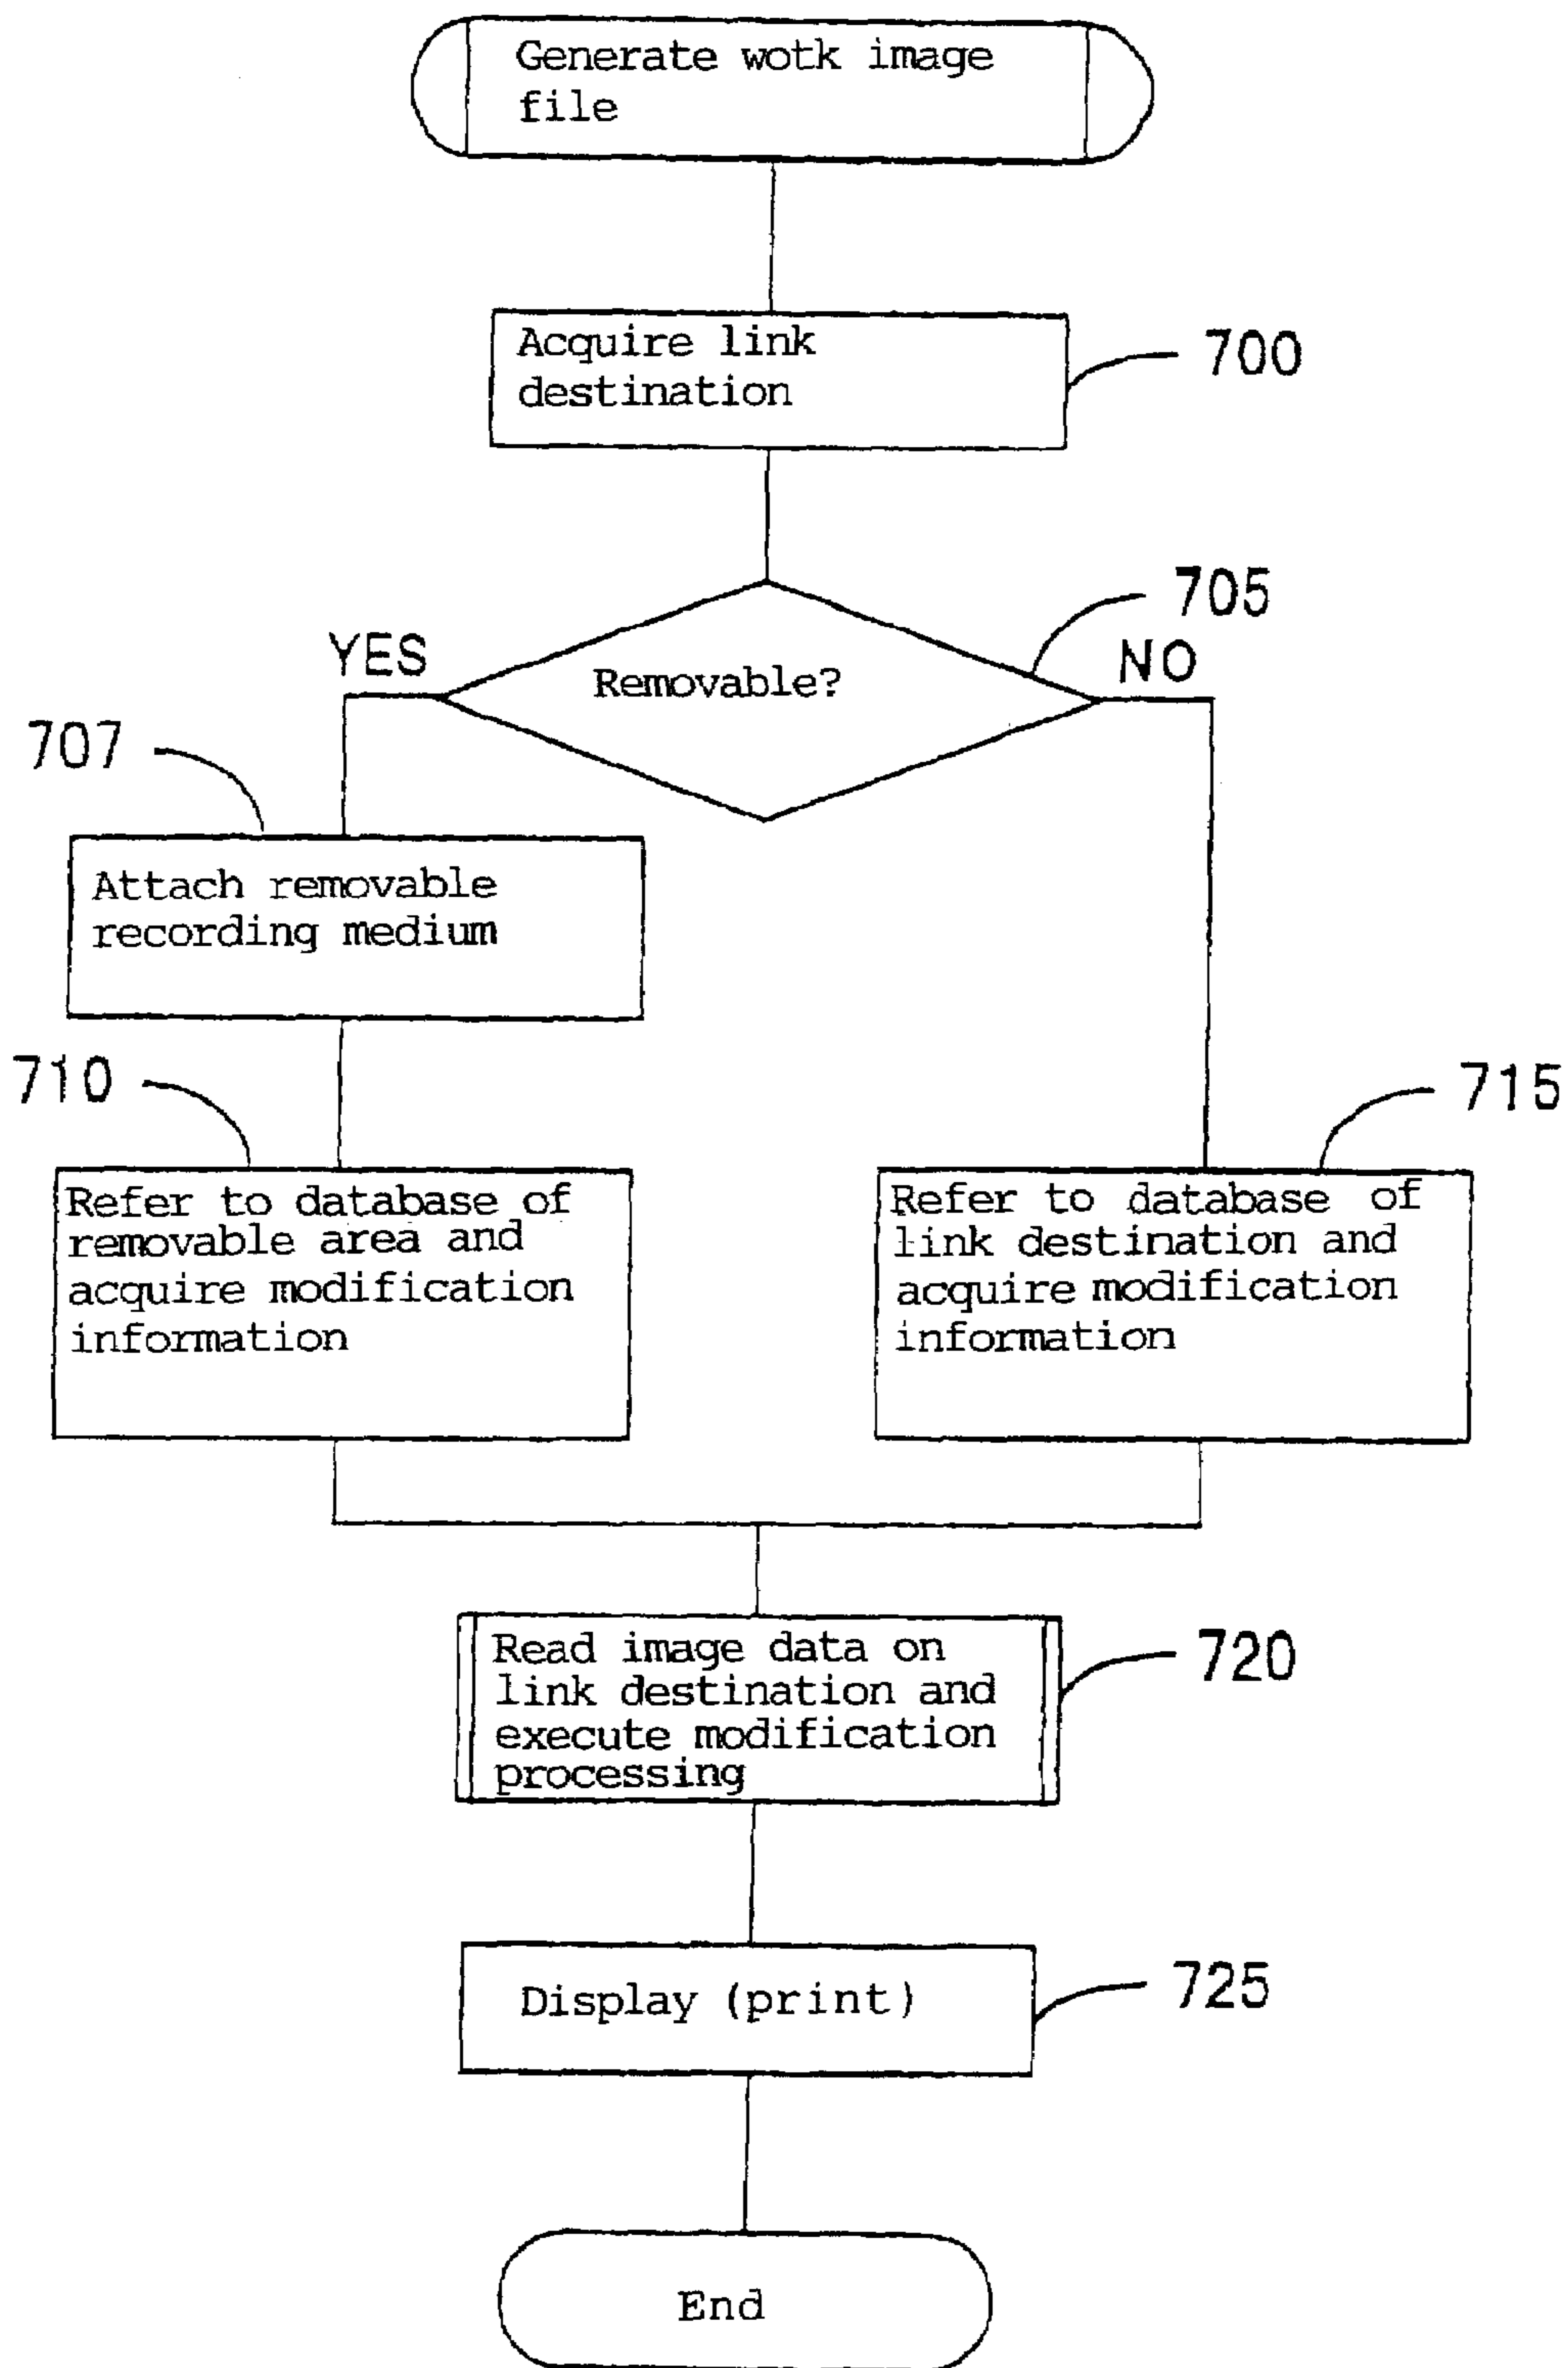 Generate wotk image
file
Acquire link
destination
700
705
YES
NO
Removable?
707
Attach removable
recording medium
710
715
Refer to database of
removable area and
acquire modification
information
Refer to database of
link destination and
acquire modification
information
Read image data on
link destination and
execute modification
processing
720
Display (print)
725
End